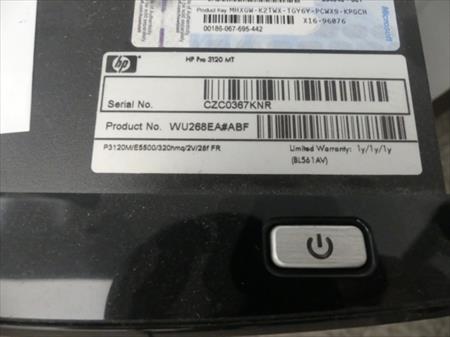 Product Key: MHXGW-K2TWX-TGY6Y-PCWX9-KPGCH
X16-96076
00186-067-695-442
Microsoft
hp
HP Pro 3120 MT
Serial No.
CZC0367KNR
Product No. WU268EA#ABF
P3120M/E5500/320hmq/2V/28f FR
Limited Warranty: 1y/1y/1y
(BL561AV)